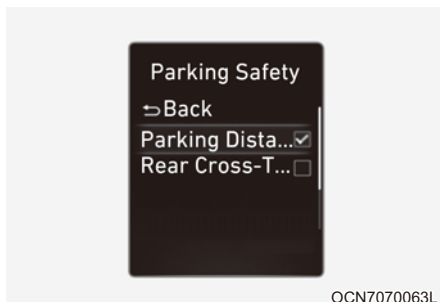 Parking Safety
⮌Back
Parking Dista...
Rear Cross-T...
OCN7070063L